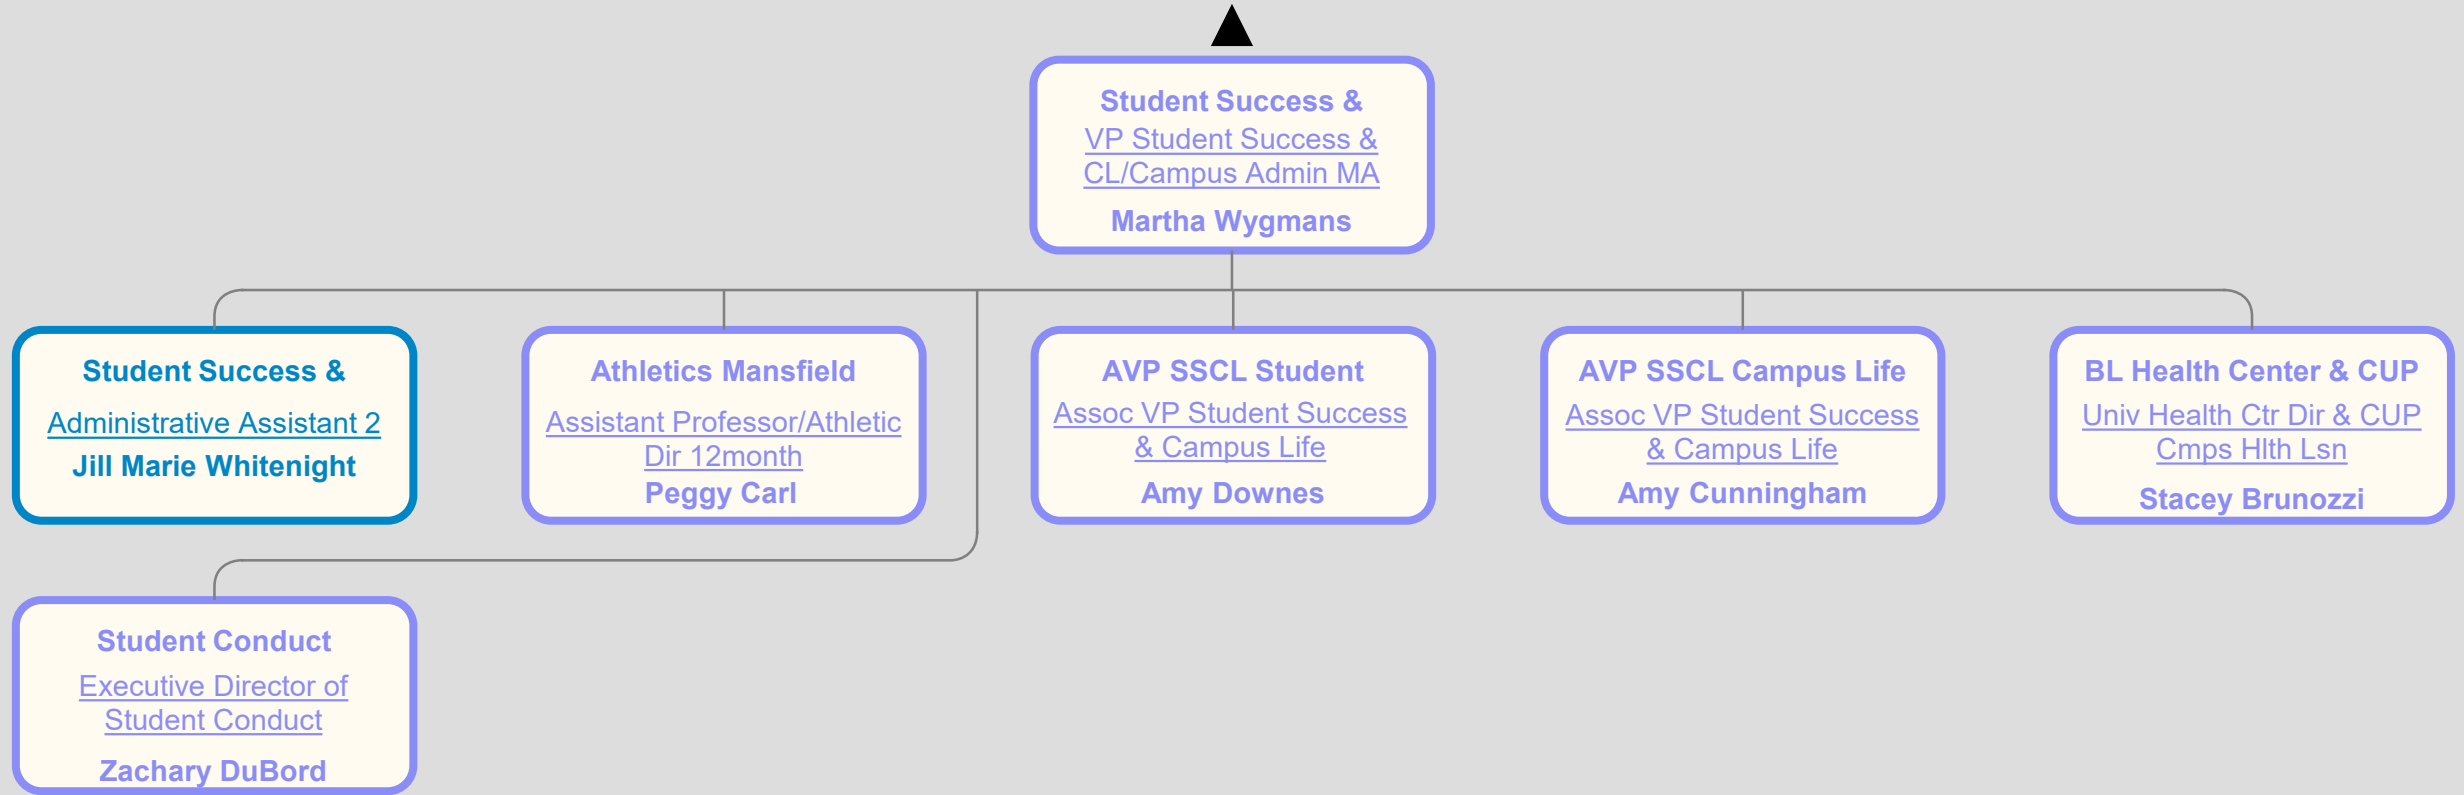 Student Success &
VP Student Success &
CL/Campus Admin MA
Martha Wygmans
Student Success &
Administrative Assistant 2
Jill Marie Whitenight
Athletics Mansfield
Assistant Professor/Athletic
Dir 12month
Peggy Carl
AVP SSCL Student
Assoc VP Student Success
& Campus Life
Amy Downes
AVP SSCL Campus Life
Assoc VP Student Success
& Campus Life
Amy Cunningham
BL Health Center & CUP
Univ Health Ctr Dir & CUP
Cmps Hlth Lsn
Stacey Brunozzi
Student Conduct
Executive Director of
Student Conduct
Zachary DuBord